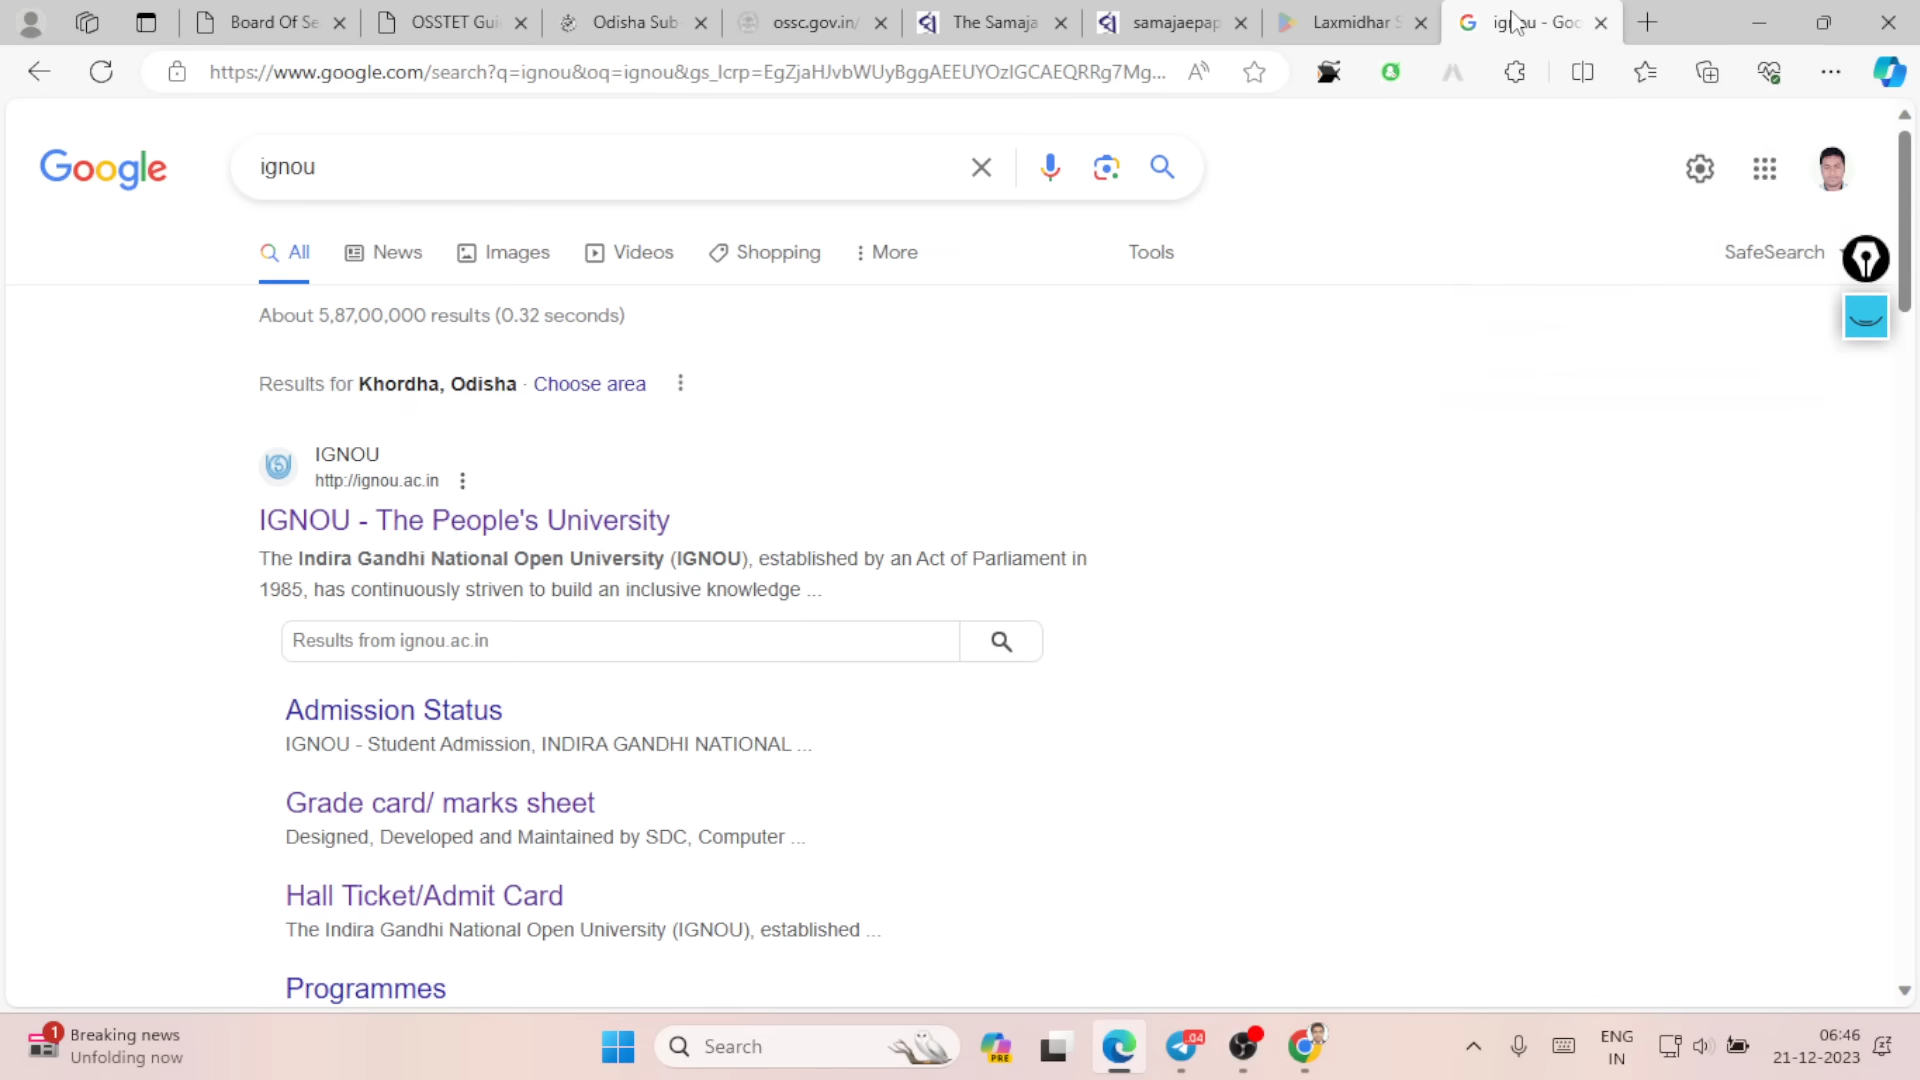 Board Of Se
OSSTET Gui
Odisha Sub
ossc.gov.in/
The Samaja
samajaepap
Laxmidhar S
ignou - Goo
https://www.google.com/search?q=ignou&oq=ignou&gs_lcrp=EgZjaHJvbWUyBggAEEUYOzIGCAEQRRg7Mg...
Google
ignou
All
News
Images
Videos
Shopping
More
Tools
SafeSearch
About 5,87,00,000 results (0.32 seconds)
Results for Khordha, Odisha · Choose area
IGNOU
http://ignou.ac.in
IGNOU - The People's University
The Indira Gandhi National Open University (IGNOU), established by an Act of Parliament in
1985, has continuously striven to build an inclusive knowledge ...
Results from ignou.ac.in
Admission Status
IGNOU - Student Admission, INDIRA GANDHI NATIONAL ...
Grade card/ marks sheet
Designed, Developed and Maintained by SDC, Computer ...
Hall Ticket/Admit Card
The Indira Gandhi National Open University (IGNOU), established ...
Programmes
1
Breaking news
Unfolding now
Search
PRE
.04
ENG
IN
06:46
21-12-2023